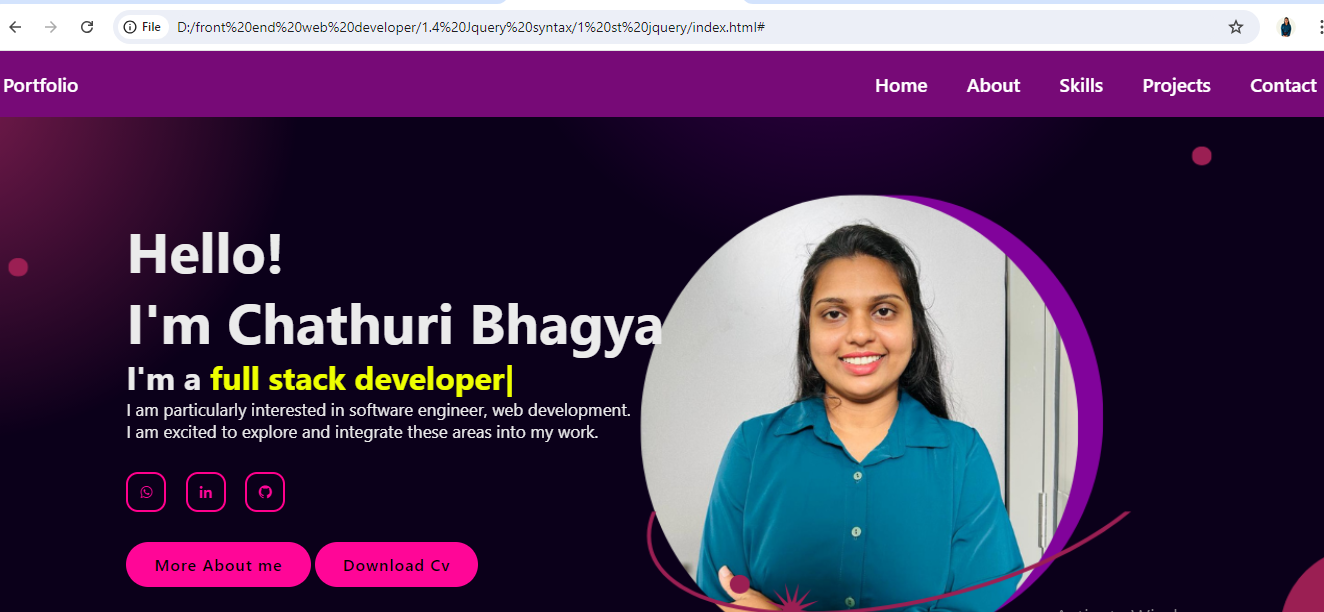 File D:/front%20end%20web%20developer/1.4%20Jquery%20syntax/1%20st%20jquery/index.html#
Portfolio Home About Skills Projects Contact
Hello!
I'm Chathuri Bhagya
I'm a full stack developer|
I am particularly interested in software engineer, web development.
I am excited to explore and integrate these areas into my work.
in
More About me Download Cv